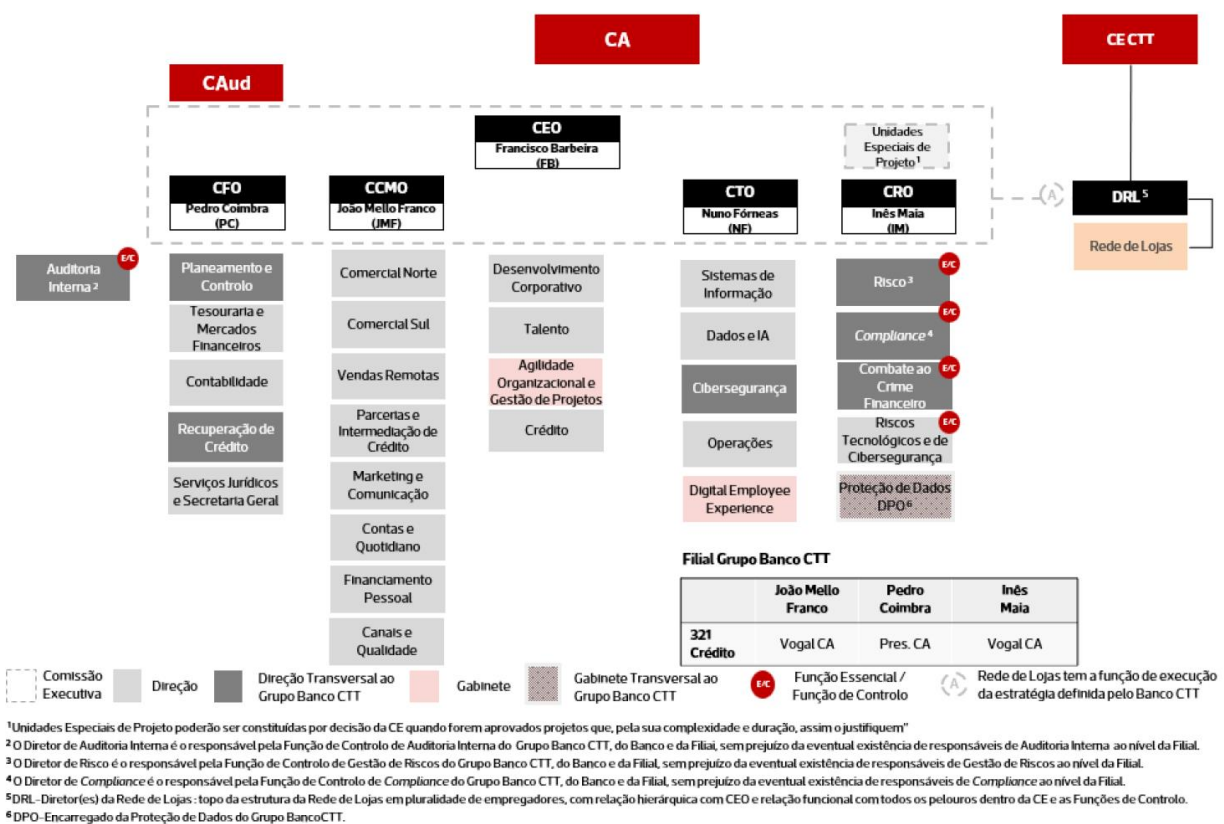 CA
CE CTT
CAud
CEO
Francisco Barbeira
(FB)
Unidades
Especiais de
Projeto¹
CFO
Pedro Coimbra
(PC)
CCMO
João Mello Franco
(JMF)
CTO
Nuno Fórneas
(NF)
CRO
Inês Maia
(IM)
(A)
DRL⁵
Rede de Lojas
Auditoria
Interna²
E/C
Planeamento e
Controlo
Tesouraria e
Mercados
Financeiros
Contabilidade
Recuperação de
Crédito
Serviços Jurídicos
e Secretaria Geral
Comercial Norte
Comercial Sul
Vendas Remotas
Parcerias e
Intermediação de
Crédito
Marketing e
Comunicação
Contas e
Quotidiano
Financiamento
Pessoal
Canais e
Qualidade
Desenvolvimento
Corporativo
Talento
Agilidade
Organizacional e
Gestão de Projetos
Crédito
Sistemas de
Informação
Dados e IA
Cibersegurança
Operações
Digital Employee
Experience
Risco³
E/C
Compliance⁴
E/C
Combate ao
Crime
Financeiro
E/C
Riscos
Tecnológicos e de
Cibersegurança
E/C
Proteção de Dados
DPO⁶
Filial Grupo Banco CTT
João Mello
Franco
Pedro
Coimbra
Inês
Maia
321
Crédito
Vogal CA
Pres. CA
Vogal CA
Comissão
Executiva
Direção
Direção Transversal ao
Grupo Banco CTT
Gabinete
Gabinete Transversal ao
Grupo Banco CTT
E/C
Função Essencial /
Função de Controlo
(A)
Rede de Lojas tem a função de execução
da estratégia definida pelo Banco CTT
¹Unidades Especiais de Projeto poderão ser constituídas por decisão da CE quando forem aprovados projetos que, pela sua complexidade e duração, assim o justifiquem”
² O Diretor de Auditoria Interna é o responsável pela Função de Controlo de Auditoria Interna do Grupo Banco CTT, do Banco e da Filial, sem prejuízo da eventual existência de responsáveis de Auditoria Interna ao nível da Filial.
³ O Diretor de Risco é o responsável pela Função de Controlo de Gestão de Riscos do Grupo Banco CTT, do Banco e da Filial, sem prejuízo da eventual existência de responsáveis de Gestão de Riscos ao nível da Filial.
⁴ O Diretor de Compliance é o responsável pela Função de Controlo de Compliance do Grupo Banco CTT, do Banco e da Filial, sem prejuízo da eventual existência de responsáveis de Compliance ao nível da Filial.
⁵ DRL-Diretor(es) da Rede de Lojas: topo da estrutura da Rede de Lojas em pluralidade de empregadores, com relação hierárquica com CEO e relação funcional com todos os pelouros dentro da CE e as Funções de Controlo.
⁶ DPO-Encarregado da Proteção de Dados do Grupo BancoCTT.